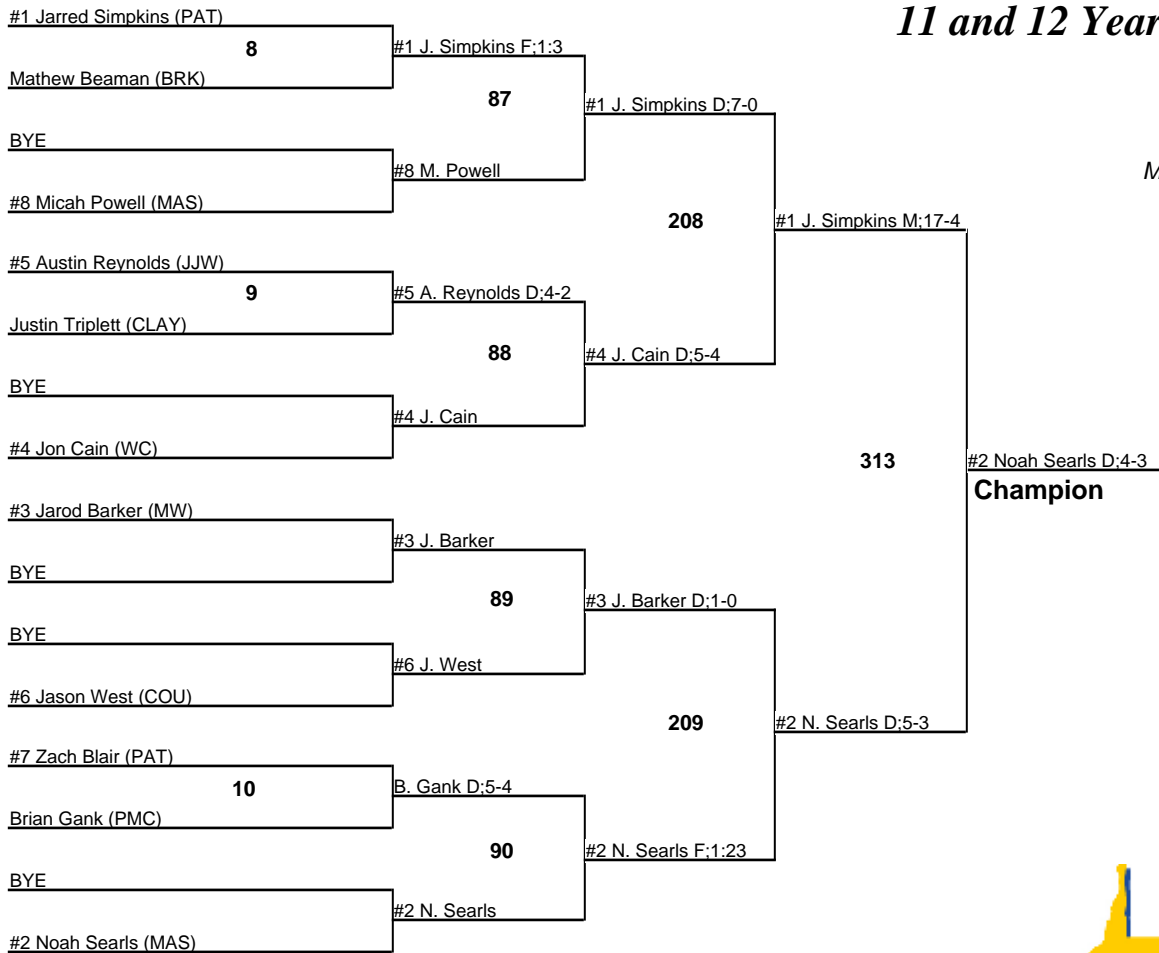 11 and 12 Year
#1 Jarred Simpkins (PAT)
8
#1 J. Simpkins F;1:3
Mathew Beaman (BRK)
87
#1 J. Simpkins D;7-0
BYE
#8 M. Powell
M
#8 Micah Powell (MAS)
208
#1 J. Simpkins M;17-4
#5 Austin Reynolds (JJW)
9
#5 A. Reynolds D;4-2
Justin Triplett (CLAY)
88
#4 J. Cain D;5-4
BYE
#4 J. Cain
#4 Jon Cain (WC)
313
#2 Noah Searls D;4-3
Champion
#3 Jarod Barker (MW)
#3 J. Barker
BYE
89
#3 J. Barker D;1-0
BYE
#6 J. West
#6 Jason West (COU)
209
#2 N. Searls D;5-3
#7 Zach Blair (PAT)
10
B. Gank D;5-4
Brian Gank (PMC)
90
#2 N. Searls F;1:23
BYE
#2 N. Searls
#2 Noah Searls (MAS)